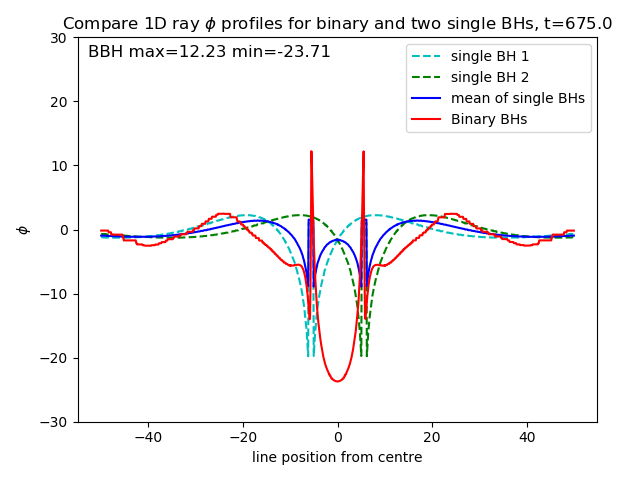 Compare 1D ray ϕ profiles for binary and two single BHs, t=675.0
BBH max=12.23 min=-23.71
single BH 1
single BH 2
mean of single BHs
Binary BHs
30
20
10
0
−10
−20
−30
ϕ
−40
−20
0
20
40
line position from centre